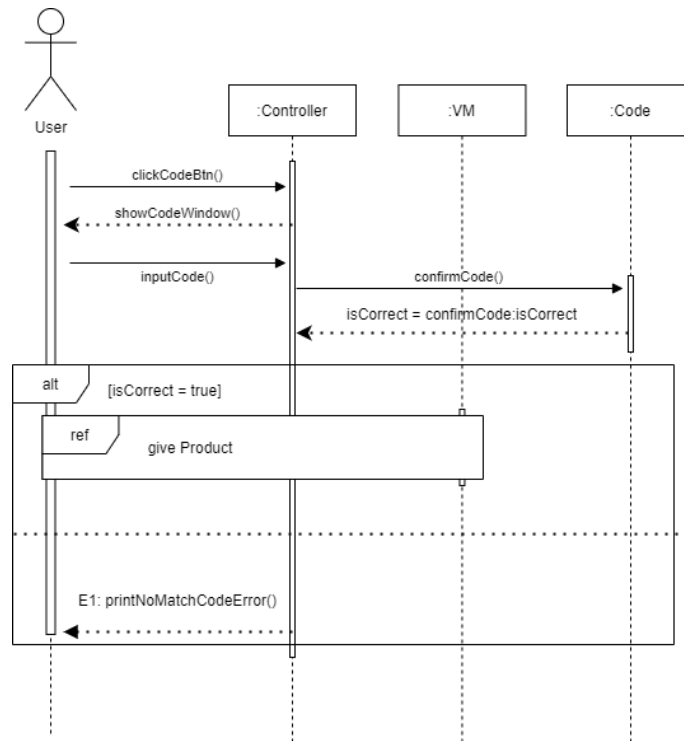 User
:Controller
:VM
:Code
clickCodeBtn()
showCodeWindow()
inputCode()
confirmCode()
isCorrect = confirmCode:isCorrect
alt
[isCorrect = true]
ref
give Product
E1: printNoMatchCodeError()